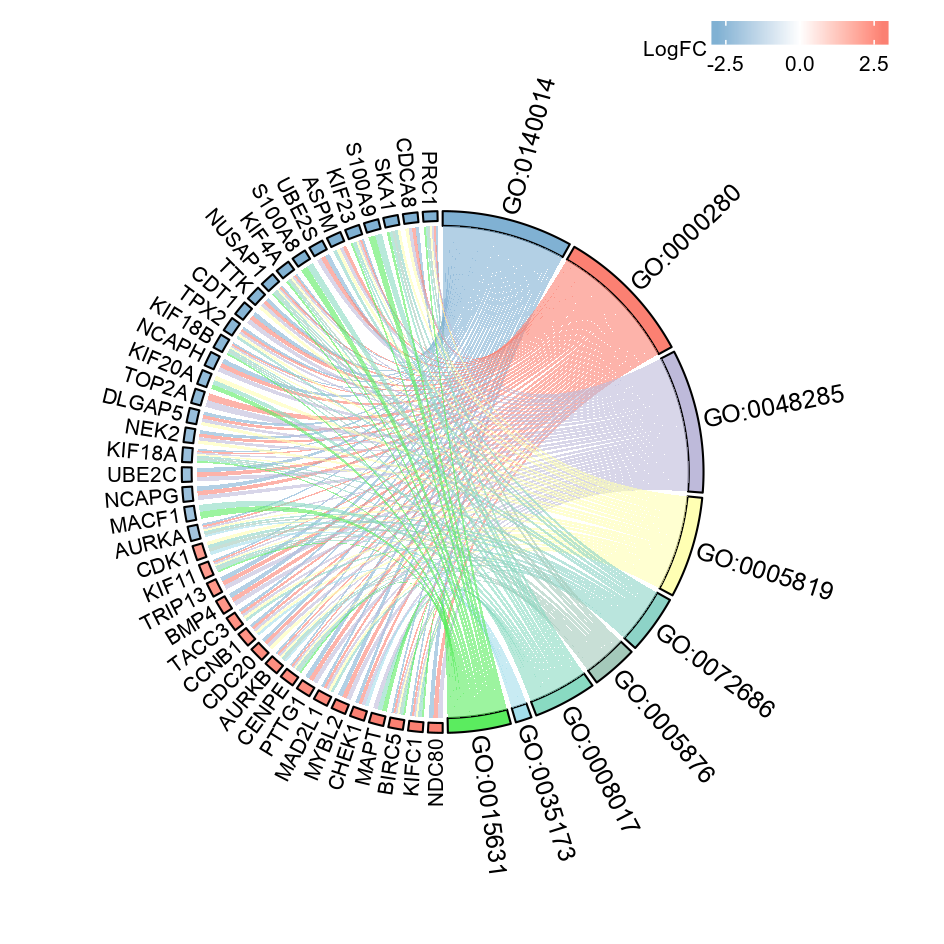 LogFC
-2.5 0.0 2.5
GO:0140014
GO:0000280
GO:0048285
GO:0005819
GO:0072686
GO:0005876
GO:0008017
GO:0035173
GO:0015631
PRC1
CDCA8
SKA1
S100A9
KIF23
ASPM
UBE2S
S100A8
KIF4A
NUSAP1
TTK
CDT1
TPX2
KIF18B
NCAPH
KIF20A
TOP2A
DLGAP5
NEK2
KIF18A
UBE2C
NCAPG
MACF1
AURKA
CDK1
KIF11
TRIP13
BMP4
TACC3
CCNB1
CDC20
AURKB
CENPE
PTTG1
MAD2L1
MYBL2
CHEK1
MAPT
BIRC5
KIFC1
NDC80